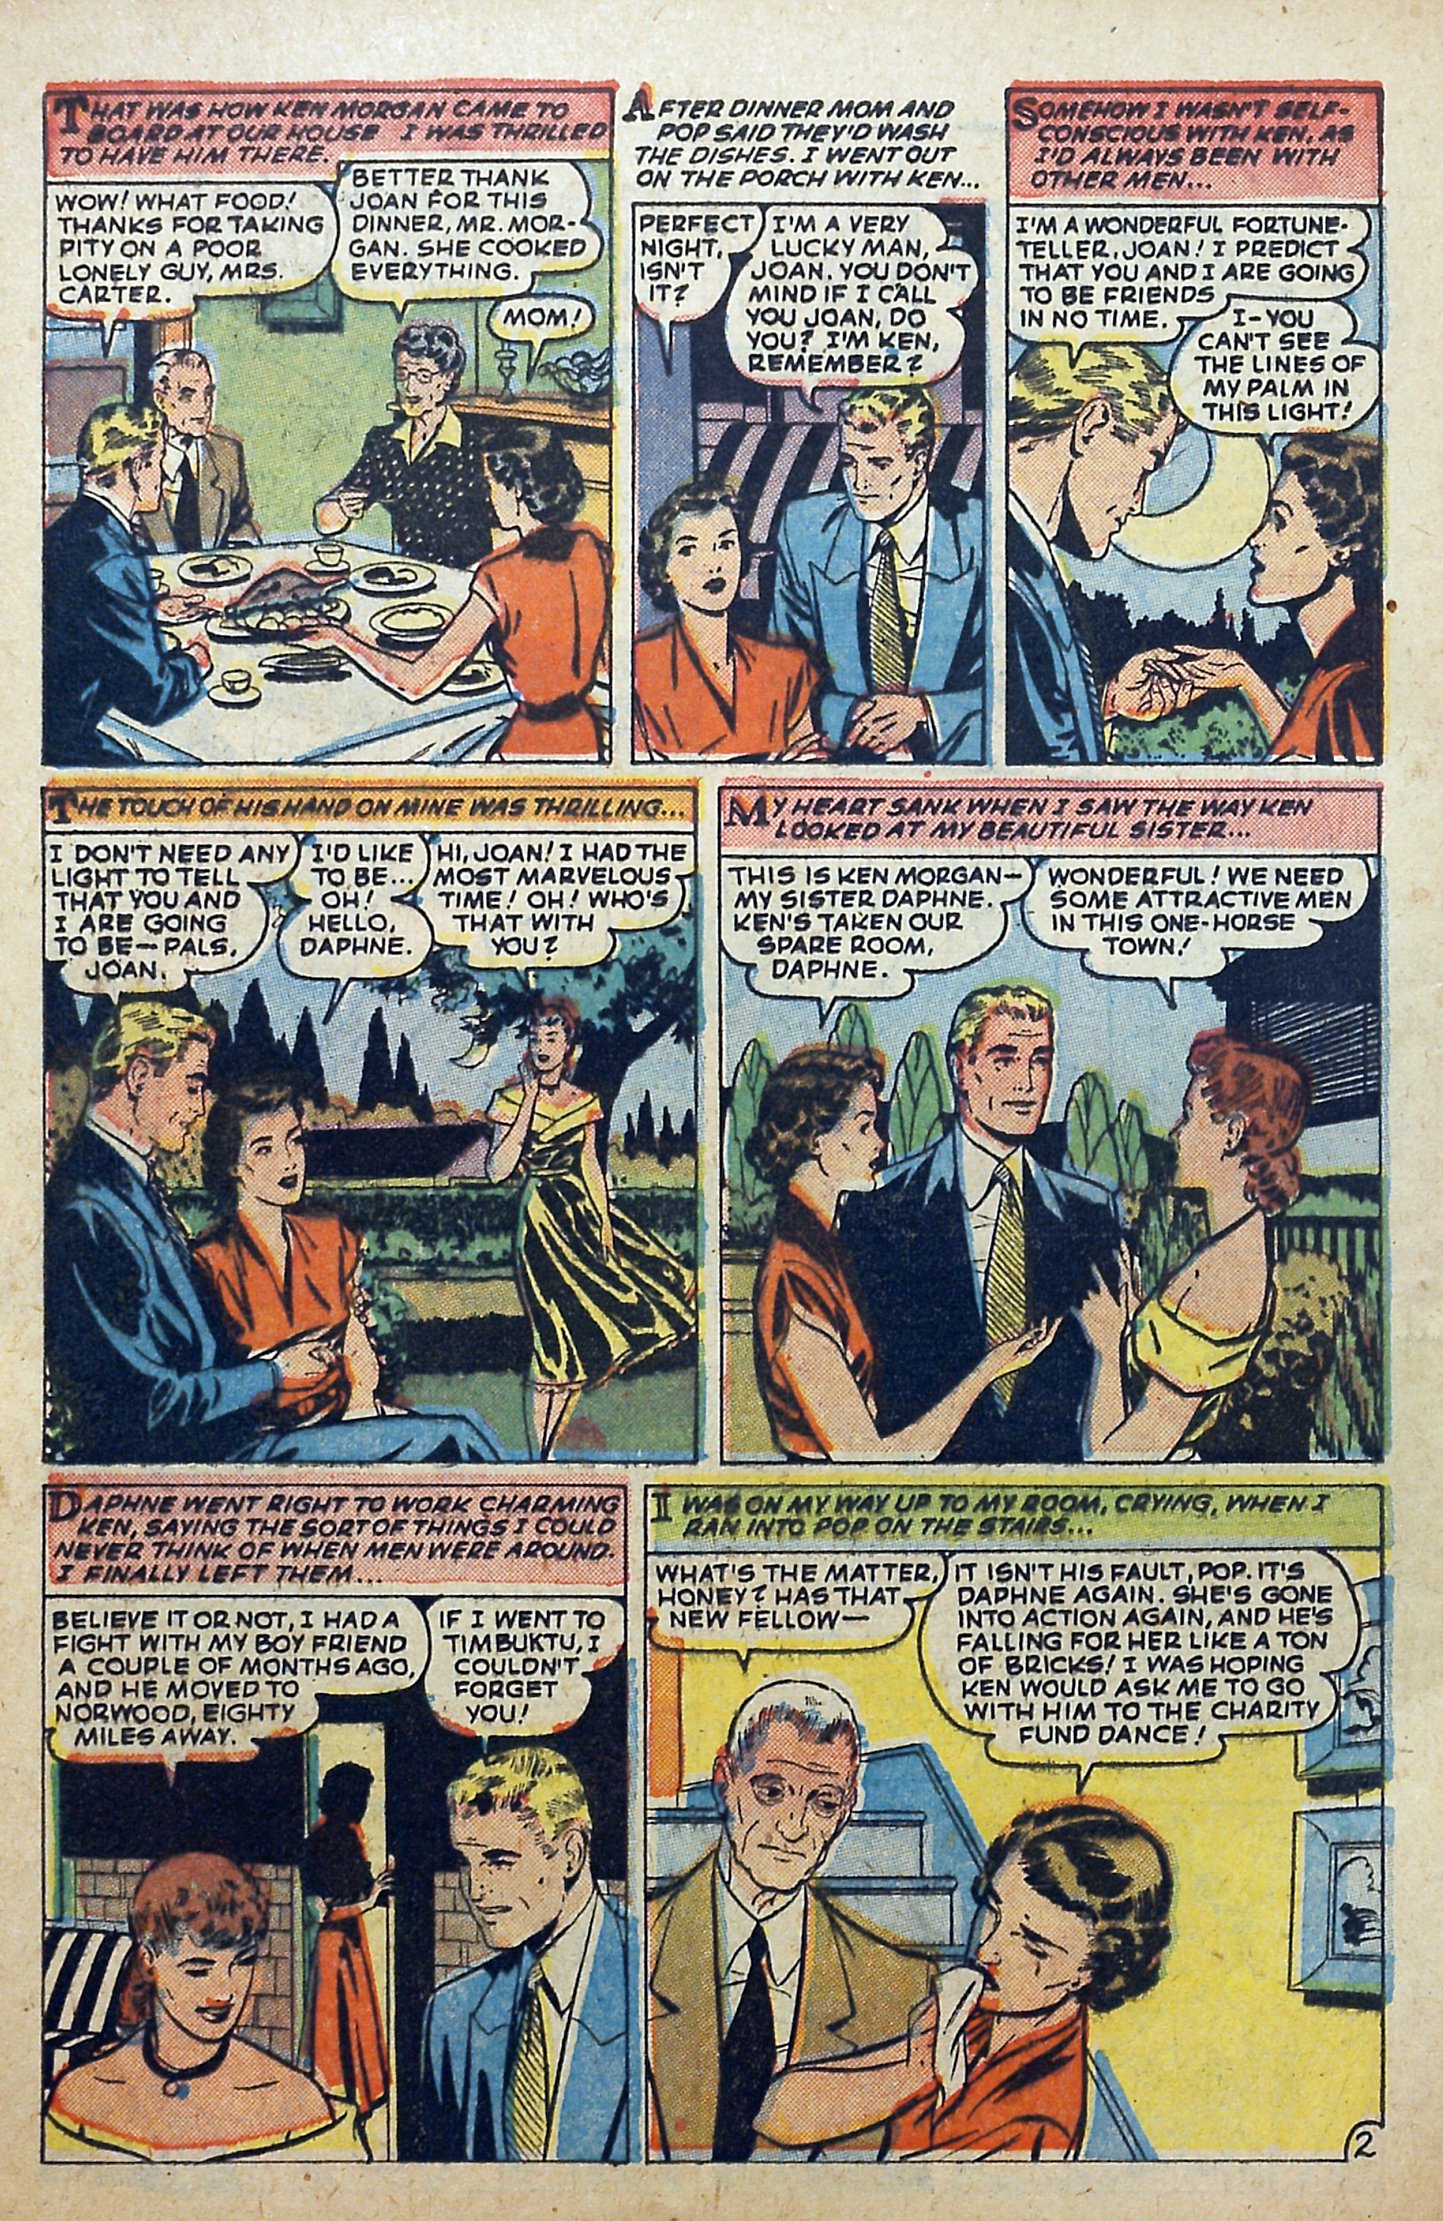 THAT WAS HOW KEN MORGAN CAME TO
BOARD AT OUR HOUSE I WAS THRILLED
TO HAVE HIM THERE.
WOW! WHAT FOOD!
THANKS FOR TAKING
PITY ON A POOR
LONELY GUY, MRS.
CARTER.
BETTER THANK
JOAN FOR THIS
DINNER, MR. MOR-
GAN. SHE COOKED
EVERYTHING.
MOM!
AFTER DINNER MOM AND
POP SAID THEY'D WASH
THE DISHES. I WENT OUT
ON THE PORCH WITH KEN...
PERFECT
NIGHT,
ISN'T
IT?
I'M A VERY
LUCKY MAN,
JOAN. YOU DON'T
MIND IF I CALL
YOU JOAN, DO
YOU? I'M KEN,
REMEMBER?
SOMEHOW I WASN'T SELF-
CONSCIOUS WITH KEN, AS
I'D ALWAYS BEEN WITH
OTHER MEN...
I'M A WONDERFUL FORTUNE-
TELLER, JOAN! I PREDICT
THAT YOU AND I ARE GOING
TO BE FRIENDS
IN NO TIME.
I-YOU
CAN'T SEE
THE LINES OF
MY PALM IN
THIS LIGHT!
THE TOUCH OF HIS HAND ON MINE WAS THRILLING...
I DON'T NEED ANY
LIGHT TO TELL
THAT YOU AND
I ARE GOING
TO BE-- PALS,
JOAN.
I'D LIKE
TO BE...
OH!
HELLO,
DAPHNE.
HI, JOAN! I HAD THE
MOST MARVELOUS
TIME! OH! WHO'S
THAT WITH
YOU?
MY HEART SANK WHEN I SAW THE WAY KEN
LOOKED AT MY BEAUTIFUL SISTER...
THIS IS KEN MORGAN--
MY SISTER DAPHNE.
KEN'S TAKEN OUR
SPARE ROOM,
DAPHNE.
WONDERFUL! WE NEED
SOME ATTRACTIVE MEN
IN THIS ONE-HORSE
TOWN!
DAPHNE WENT RIGHT TO WORK CHARMING
KEN, SAYING THE SORT OF THINGS I COULD
NEVER THINK OF WHEN MEN WERE AROUND.
I FINALLY LEFT THEM...
BELIEVE IT OR NOT, I HAD A
FIGHT WITH MY BOY FRIEND
A COUPLE OF MONTHS AGO,
AND HE MOVED TO
NORWOOD, EIGHTY
MILES AWAY.
IF I WENT TO
TIMBUKTU, I
COULDN'T
FORGET
YOU!
I WAS ON MY WAY UP TO MY ROOM, CRYING, WHEN I
RAN INTO POP ON THE STAIRS...
WHAT'S THE MATTER,
HONEY? HAS THAT
NEW FELLOW--
IT ISN'T HIS FAULT, POP. IT'S
DAPHNE AGAIN. SHE'S GONE
INTO ACTION AGAIN, AND HE'S
FALLING FOR HER LIKE A TON
OF BRICKS! I WAS HOPING
KEN WOULD ASK ME TO GO
WITH HIM TO THE CHARITY
FUND DANCE!
2